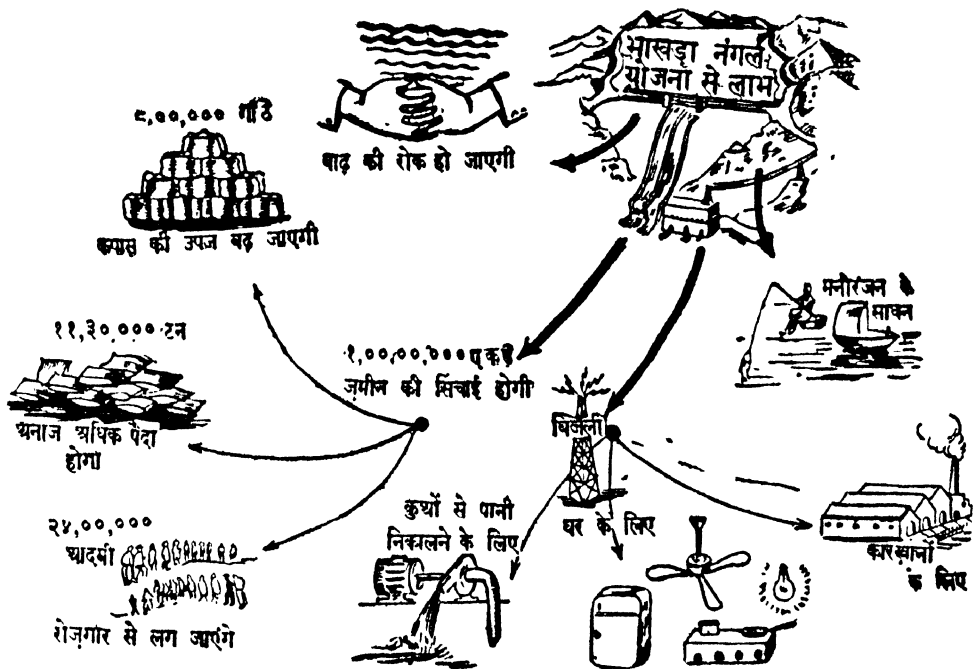 भाखड़ा नंगल
योजना से लाभ
बाढ़ की रोक हो जाएगी
८,००,००० गांठें
कपास की उपज बढ़ जाएगी
मनोरंजन के
साधन
१,००,००,००० एकड़
ज़मीन की सिंचाई होगी
११,३०,००० टन
अनाज अधिक पैदा
होगा
२४,००,०००
आदमी
रोज़गार से लग जाएंगे
बिजली
कुओं से पानी
निकालने के लिए
घर के लिए
कारखानों
के लिए